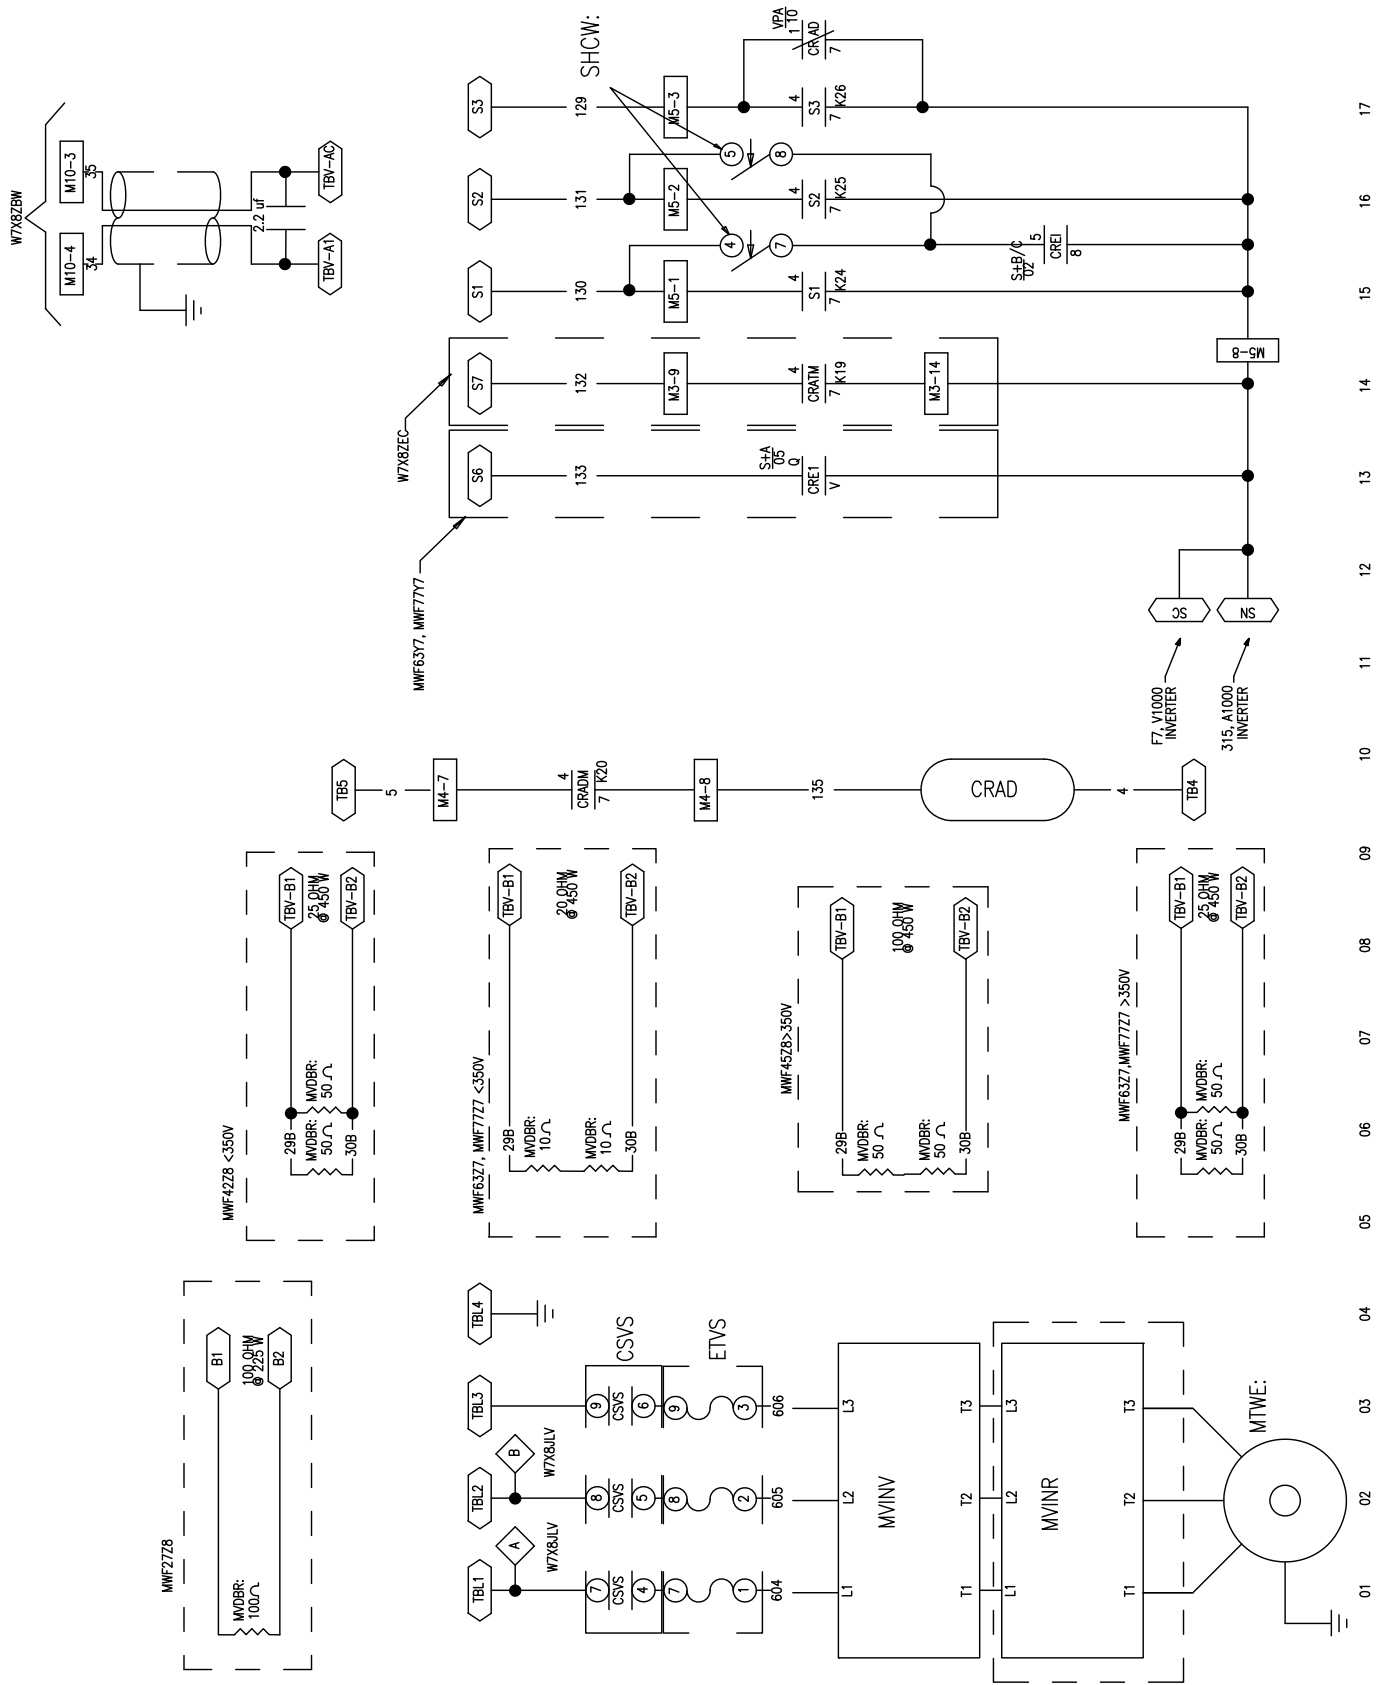 MWF27Z8
MVDBR:
100Ω
B1
100 OHM
@ 225 W
B2
TBL1
TBL2
TBL3
TBL4
A
W7X8JLV
B
W7X8JLV
7
CSVS
4
8
CSVS
5
9
CSVS
6
CSVS
7
1
8
2
9
3
ETVS
604
605
606
L1
L2
L3
MVINV
T1
T2
T3
L1
L2
L3
MVINR
T1
T2
T3
MTWE:
MWF42Z8 <350V
29B
MVDBR:
50Ω
MVDBR:
50Ω
30B
TBV-B1
25 OHM
@ 450 W
TBV-B2
MWF63Z7, MWF77Z7 <350V
29B
MVDBR:
10Ω
MVDBR:
10Ω
30B
TBV-B1
20 OHM
@ 450 W
TBV-B2
MWF45Z8>350V
29B
MVDBR:
50Ω
MVDBR:
50Ω
30B
TBV-B1
100 OHM
@ 450 W
TBV-B2
MWF63Z7,MWF77Z7 >350V
29B
MVDBR:
50Ω
MVDBR:
50Ω
30B
TBV-B1
25 OHM
@ 450 W
TBV-B2
TB5
5
M4-7
4
CRADM
7 K20
M4-8
135
CRAD
4
TB4
F7, V1000
INVERTER
SC
315, A1000
INVERTER
SN
MWF63Y7, MWF77Y7
S6
133
S+A
05
Q
CRE1
V
W7X8ZEC
S7
132
M3-9
4
CRATM
7 K19
M3-14
M5-8
S1
130
M5-1
4
S1
7 K24
4
7
S+B/C
02
5
CREI
8
S2
131
M5-2
4
S2
7 K25
5
8
S3
129
M5-3
4
S3
7 K26
SHCW:
VPA
10
1
CRAD
7
W7X8ZBW
M10-4
34
M10-3
35
2.2 uf
TBV-A1
TBV-AC
01
02
03
04
05
06
07
08
09
10
11
12
13
14
15
16
17